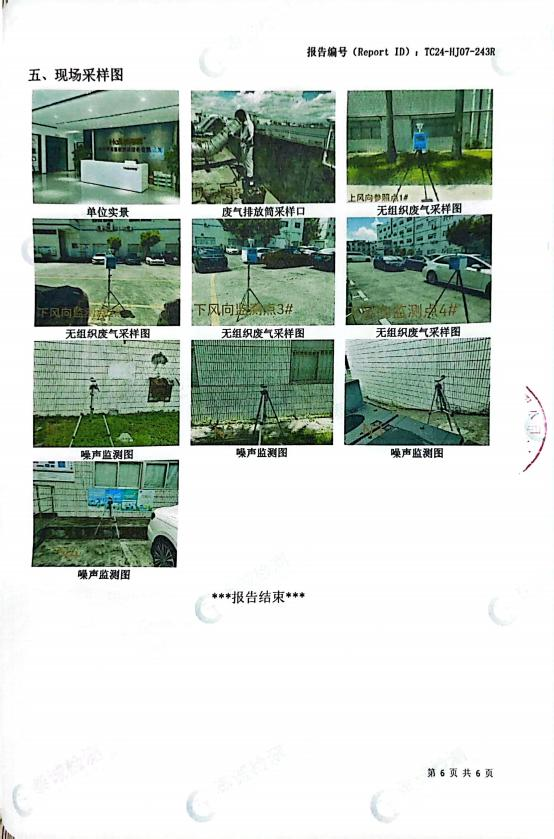 报告编号（Report ID）：TC24-HJ07-243R
五、现场采样图
上风向参照点1#
单位实景
废气排放筒采样口
无组织废气采样图
下风向监测点
下风向监测点3#
监测点4#
无组织废气采样图
无组织废气采样图
无组织废气采样图
噪声监测图
噪声监测图
噪声监测图
噪声监测图
***报告结束***
第 6 页 共 6 页